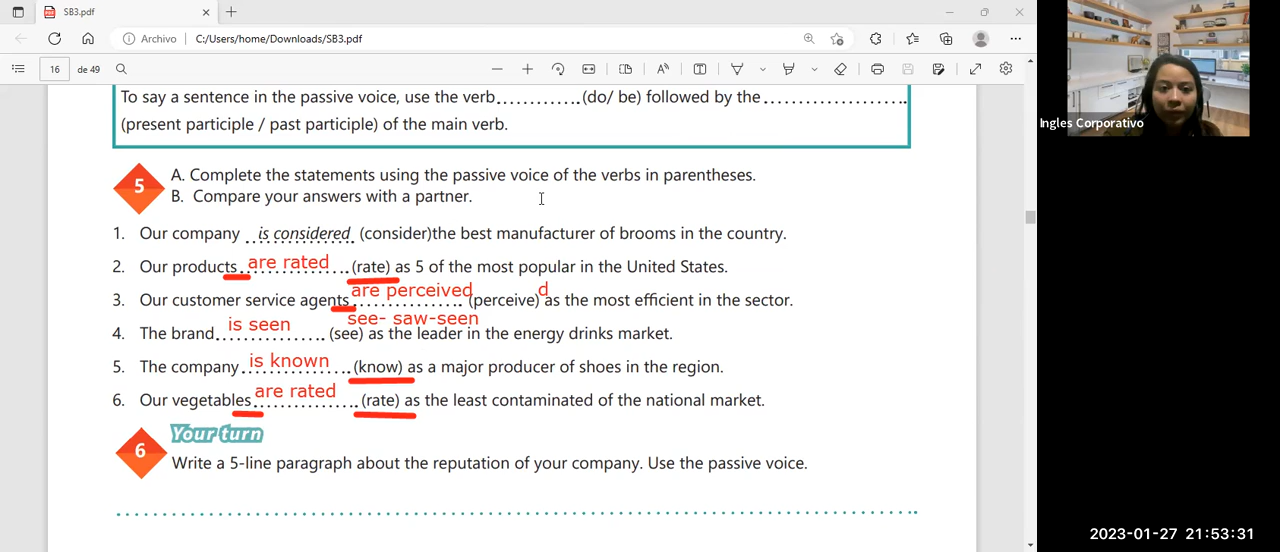 SB3.pdf
Archivo C:/Users/home/Downloads/SB3.pdf
16 de 49
To say a sentence in the passive voice, use the verb.............(do/ be) followed by the.....................
(present participle / past participle) of the main verb.
5 A. Complete the statements using the passive voice of the verbs in parentheses.
B. Compare your answers with a partner.
1. Our company ..is considered.. (consider)the best manufacturer of brooms in the country.
2. Our products..are rated..(rate) as 5 of the most popular in the United States.
3. Our customer service agents..are perceived..(perceive) d as the most efficient in the sector.
see- saw-seen
4. The brand..is seen..(see) as the leader in the energy drinks market.
5. The company..is known..(know) as a major producer of shoes in the region.
6. Our vegetables..are rated..(rate) as the least contaminated of the national market.
Your turn
6 Write a 5-line paragraph about the reputation of your company. Use the passive voice.
Ingles Corporativo
2023-01-27 21:53:31